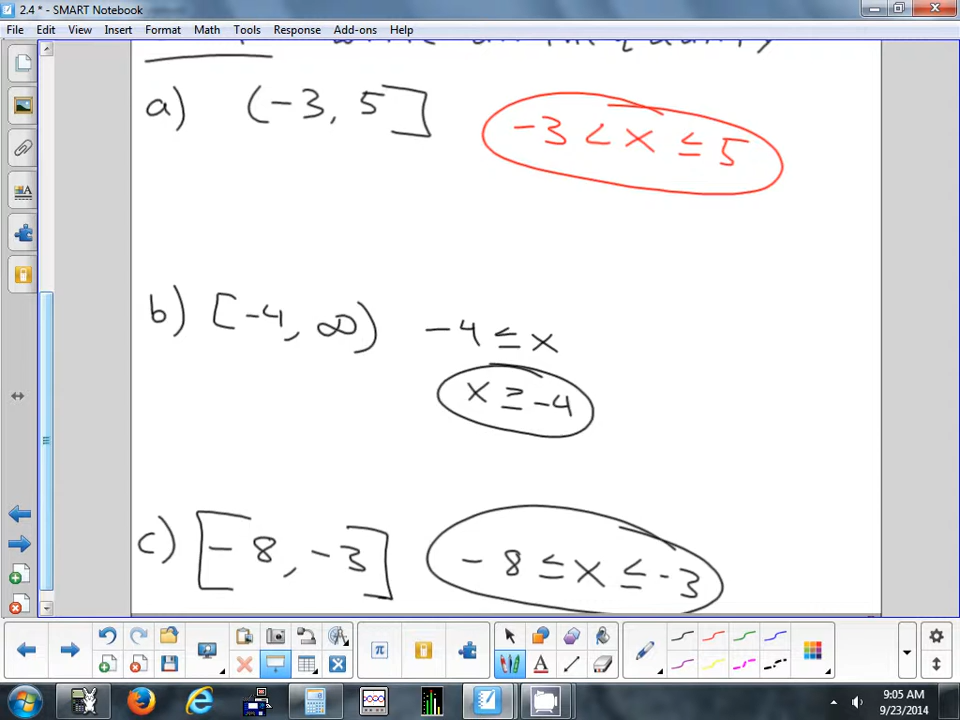 2.4 * - SMART Notebook
File Edit View Insert Format Math Tools Response Add-ons Help
a) (-3, 5] -3 < x ≤ 5
b) [-4, ∞) -4 ≤ x
x ≥ -4
c) [-8, -3] -8 ≤ x ≤ -3
9:05 AM
9/23/2014